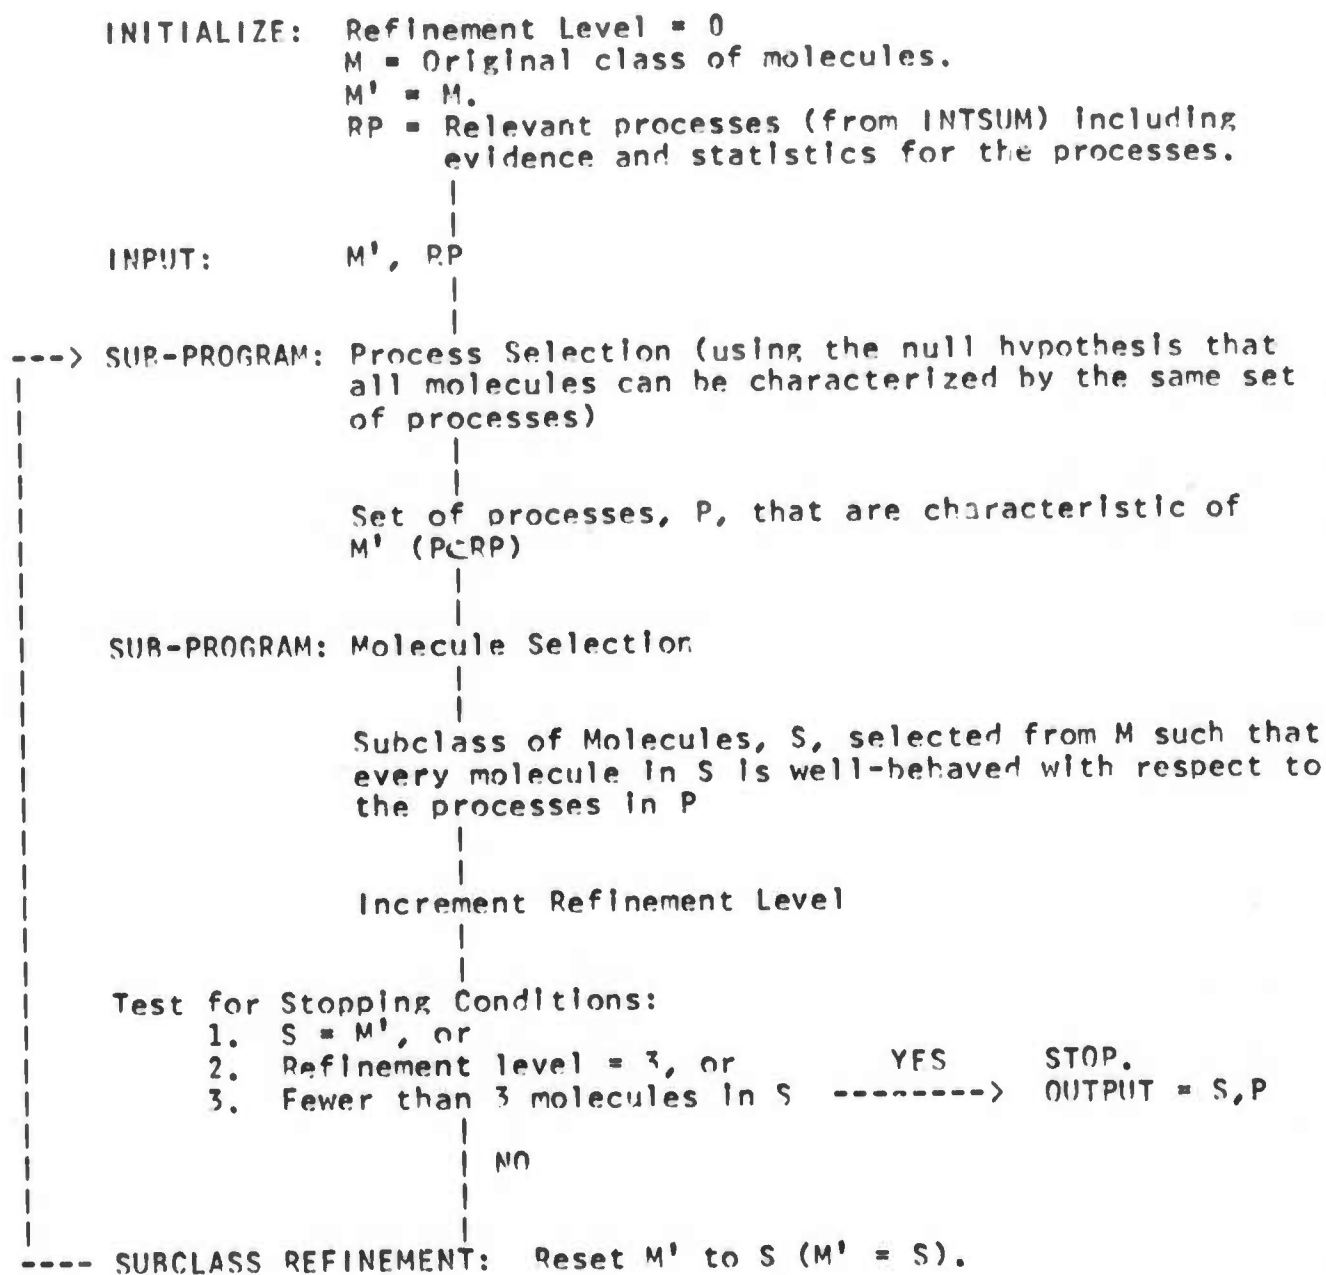 INITIALIZE: Refinement Level = 0
M = Original class of molecules.
M' = M.
RP = Relevant processes (from INTSUM) including
evidence and statistics for the processes.
INPUT: M', RP
---> SUB-PROGRAM: Process Selection (using the null hypothesis that
all molecules can be characterized by the same set
of processes)
Set of processes, P, that are characteristic of
M' (P⊂RP)
SUB-PROGRAM: Molecule Selection
Subclass of Molecules, S, selected from M such that
every molecule in S is well-behaved with respect to
the processes in P
Increment Refinement Level
Test for Stopping Conditions:
1. S = M', or
2. Refinement level = 3, or YES STOP.
3. Fewer than 3 molecules in S --------> OUTPUT = S,P
NO
---- SUBCLASS REFINEMENT: Reset M' to S (M' = S).